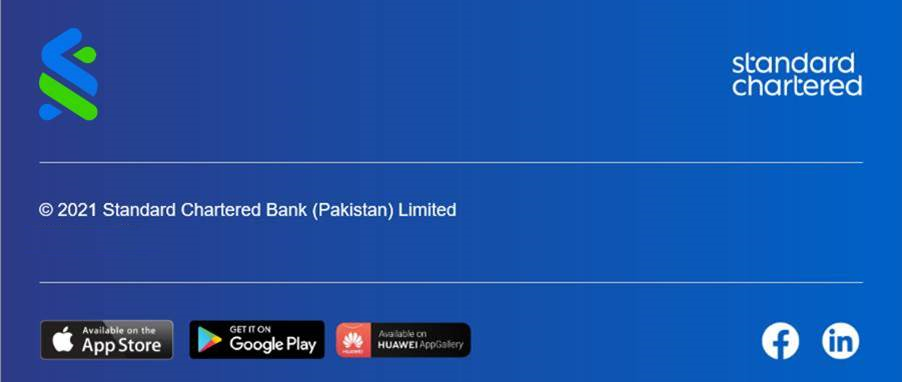 standard
chartered
© 2021 Standard Chartered Bank (Pakistan) Limited
Available on the
App Store
GET IT ON
Google Play
HUAWEI
Available on
HUAWEI AppGallery
f
in